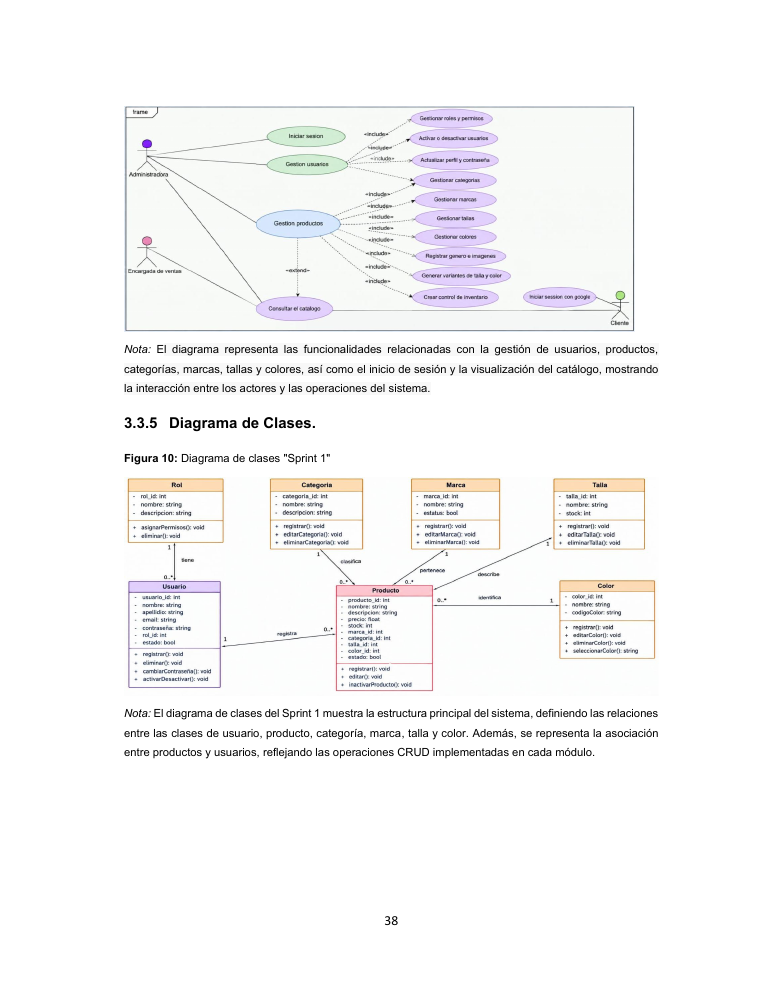 frame
Gestionar roles y permisos
Iniciar sesion
«include»
Activar o desactivar usuarios
«include»
Gestion usuarios
«include»
Actualizar perfil y contraseña
Administradora
«include»
Gestionar categorias
«include»
Gestionar marcas
«include»
Gestion productos
Gestionar tallas
«include»
Gestionar colores
«include»
Registrar genero e imagenes
Encargada de ventas
«extend»
«include»
Generar variantes de talla y color
«include»
Crear control de inventario
Iniciar session con google
Consultar el catálogo
Cliente
Nota: El diagrama representa las funcionalidades relacionadas con la gestión de usuarios, productos,
categorías, marcas, tallas y colores, así como el inicio de sesión y la visualización del catálogo, mostrando
la interacción entre los actores y las operaciones del sistema.
3.3.5 Diagrama de Clases.
Figura 10: Diagrama de clases "Sprint 1"
Rol
- rol_id: int
- nombre: string
- descripcion: string
+ asignarPermisos(): void
+ eliminar(): void
Categoria
- categoria_id: int
- nombre: string
- descripcion: string
+ registrar(): void
+ editarCategoria(): void
+ eliminarCategoria(): void
Marca
- marca_id: int
- nombre: string
- estatus: bool
+ registrar(): void
+ editarMarca(): void
+ eliminarMarca(): void
Talla
- talla_id: int
- nombre: string
- stock: int
+ registrar(): void
+ editarTalla(): void
+ eliminarTalla(): void
1
tiene
0..*
1
clasifica
0..*
1
pertenece
0..*
1
describe
Usuario
- usuario_id: int
- nombre: string
- apellidio: string
- email: string
- contraseña: string
- rol_id: int
- estado: bool
+ registrar(): void
+ eliminar(): void
+ cambiarContraseña(): void
+ activarDesactivar(): void
1
registra
0..*
Producto
- producto_id: int
- nombre: string
- descripcion: string
- precio: float
- stock: int
- marca_id: int
- categoria_id: int
- talla_id: int
- color_id: int
- estado: bool
+ registrar(): void
+ editar(): void
+ inactivarProducto(): void
0..*
identifica
1
Color
- color_id: int
- nombre: string
- codigoColor: string
+ registrar(): void
+ editarColor(): void
+ eliminarColor(): void
+ seleccionarColor(): string
Nota: El diagrama de clases del Sprint 1 muestra la estructura principal del sistema, definiendo las relaciones
entre las clases de usuario, producto, categoría, marca, talla y color. Además, se representa la asociación
entre productos y usuarios, reflejando las operaciones CRUD implementadas en cada módulo.
38